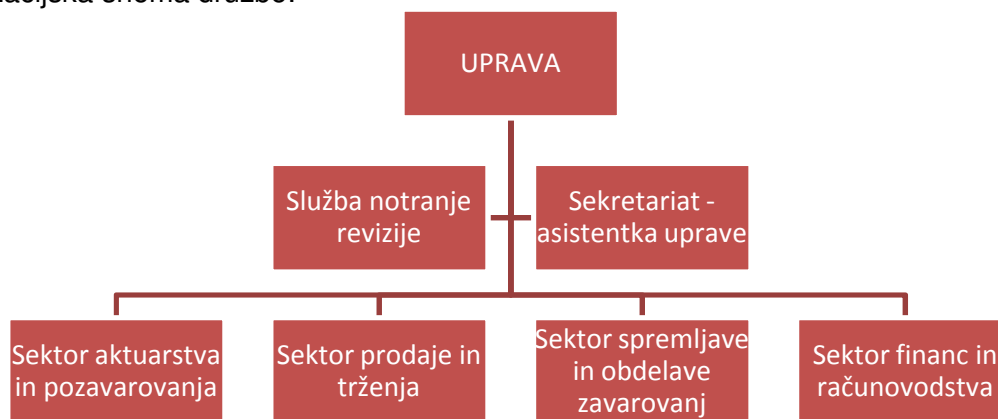 UPRAVA
Služba notranje
revizije
Sekretariat -
asistentka uprave
Sektor aktuarstva
in pozavarovanja
Sektor prodaje in
trženja
Sektor spremljave
in obdelave
zavarovanj
Sektor financ in
računovodstva